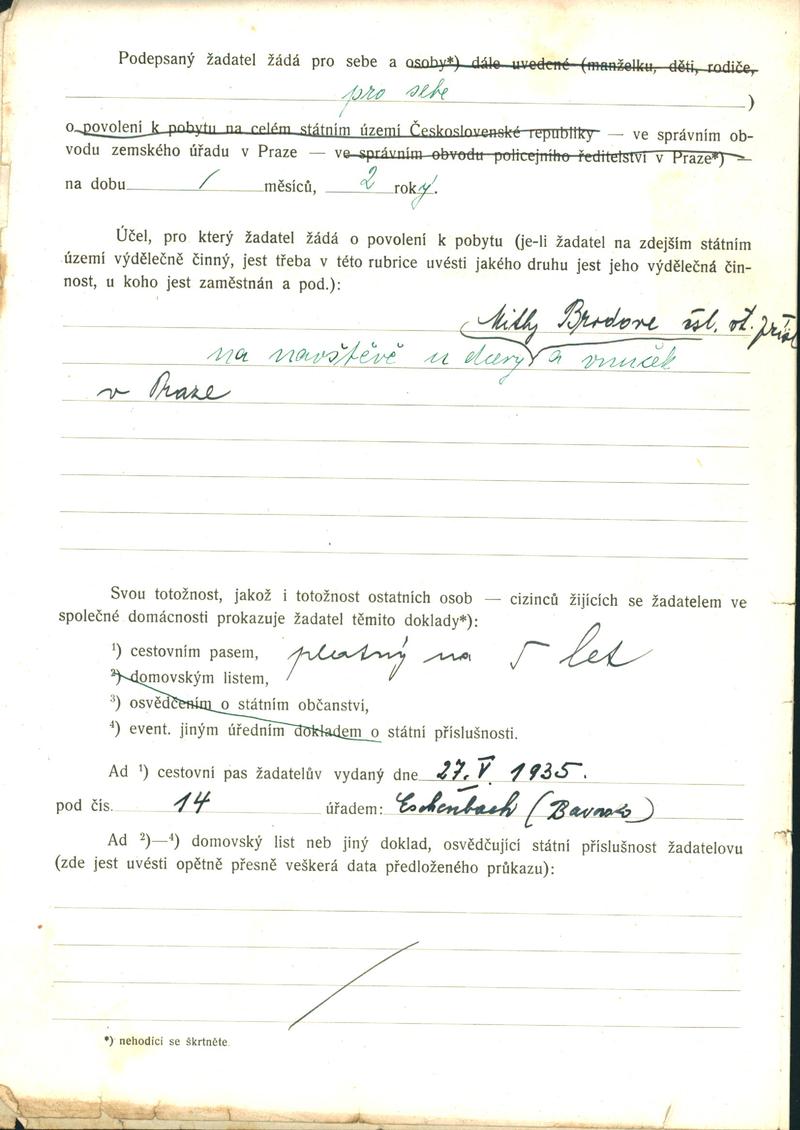 Podepsaný žadatel žádá pro sebe a osoby*) dále uvedené (manželku, děti, rodiče,
pro sebe )
o povolení k pobytu na celém státním území Československé republiky — ve správním ob-
vodu zemského úřadu v Praze — ve správním obvodu policejního ředitelství v Praze*) —
na dobu / měsíců, 2 roky.
Účel, pro který žadatel žádá o povolení k pobytu (je-li žadatel na zdejším státním
území výdělečně činný, jest třeba v této rubrice uvésti jakého druhu jest jeho výdělečná čin-
nost, u koho jest zaměstnán a pod.):
Brodove čsl. st. přísl
na navštěvě u dcery a vnuček
v Praze
Svou totožnost, jakož i totožnost ostatních osob — cizinců žijících se žadatelem ve
společné domácnosti prokazuje žadatel těmito doklady*):
¹) cestovním pasem, platný na 5 let
²) domovským listem,
³) osvědčením o státním občanství,
⁴) event. jiným úředním dokladem o státní příslušnosti.
Ad ¹) cestovní pas žadatelův vydaný dne 27. V. 1935.
pod čís. 14 úřadem: Eschenbach (Bavorsko)
Ad ²)—⁴) domovský list neb jiný doklad, osvědčující státní příslušnost žadatelovu
(zde jest uvésti opětně přesně veškerá data předloženého průkazu):
*) nehodící se škrtněte